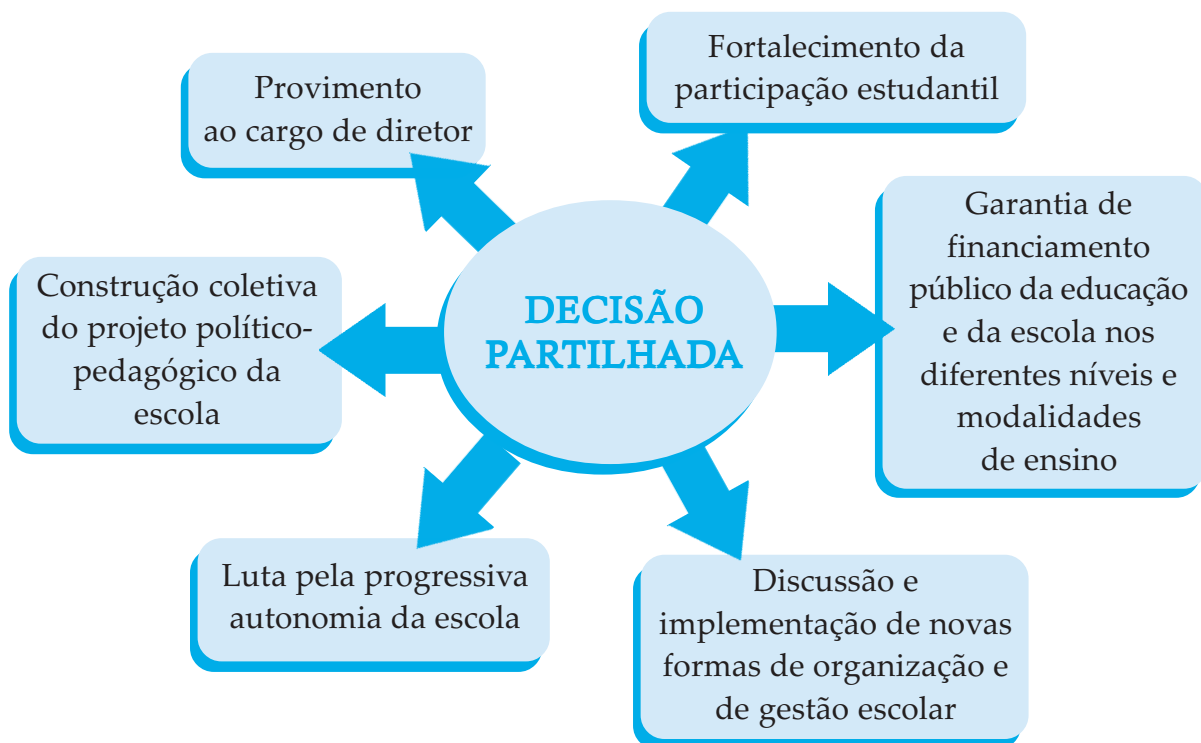 Provimento
ao cargo de diretor
Fortalecimento da
participação estudantil
Construção coletiva
do projeto político-
pedagógico da
escola
DECISÃO
PARTILHADA
Garantia de
financiamento
público da educação
e da escola nos
diferentes níveis e
modalidades
de ensino
Luta pela progressiva
autonomia da escola
Discussão e
implementação de novas
formas de organização e
de gestão escolar